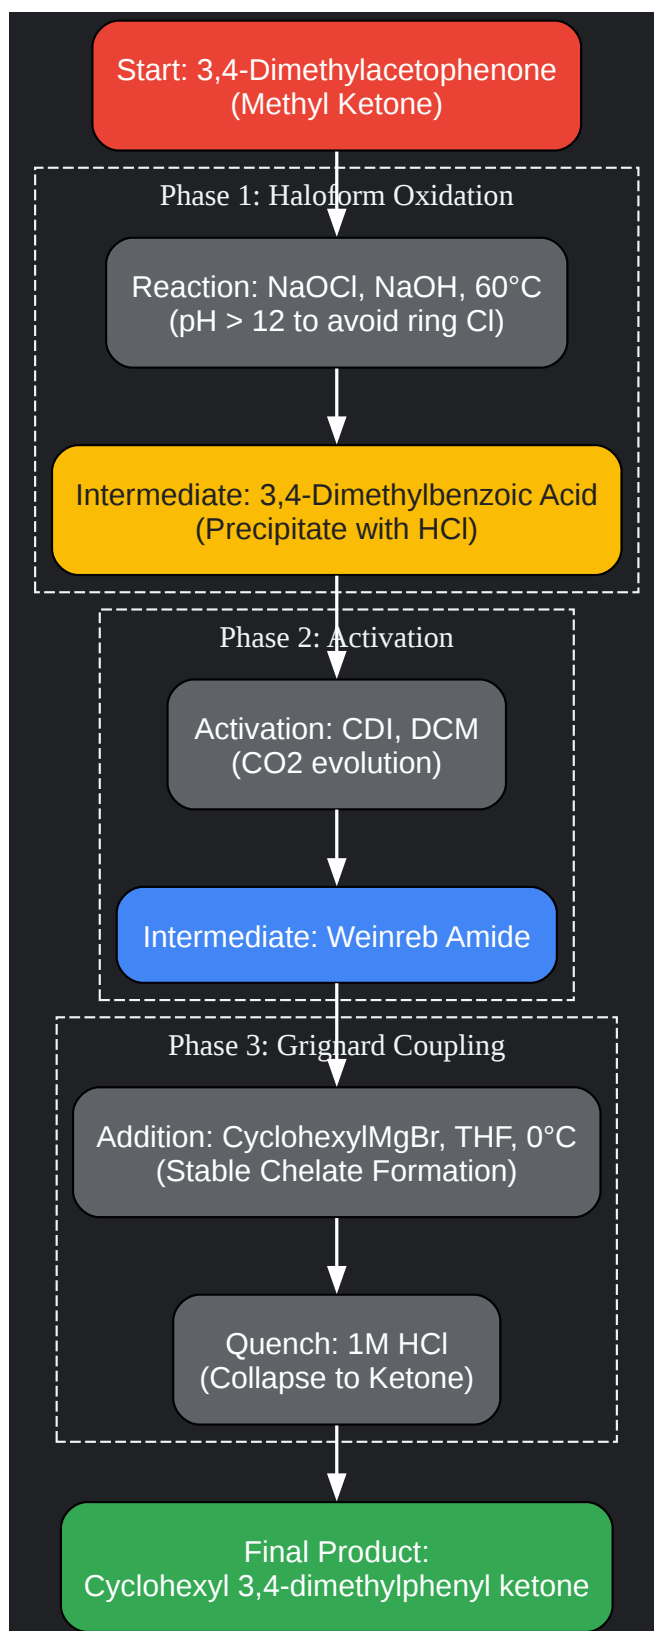 Start: 3,4-Dimethylacetophenone
(Methyl Ketone)
Phase 1: Haloform Oxidation
Reaction: NaOCl, NaOH, 60°C
(pH > 12 to avoid ring Cl)
Intermediate: 3,4-Dimethylbenzoic Acid
(Precipitate with HCl)
Phase 2: Activation
Activation: CDI, DCM
(CO2 evolution)
Intermediate: Weinreb Amide
Phase 3: Grignard Coupling
Addition: CyclohexylMgBr, THF, 0°C
(Stable Chelate Formation)
Quench: 1M HCl
(Collapse to Ketone)
Final Product:
Cyclohexyl 3,4-dimethylphenyl ketone